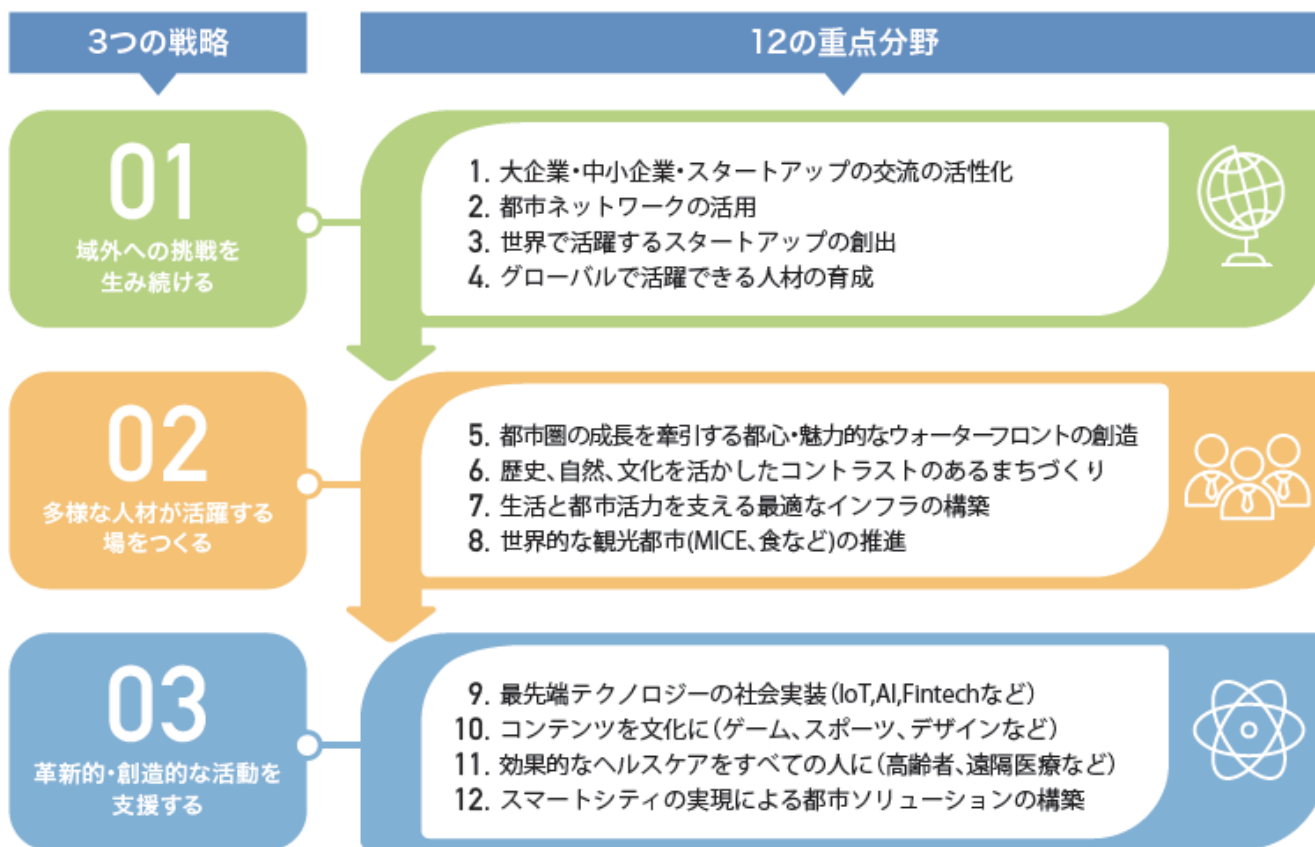 3つの戦略
12の重点分野
01
域外への挑戦を
生み続ける
1. 大企業・中小企業・スタートアップの交流の活性化
2. 都市ネットワークの活用
3. 世界で活躍するスタートアップの創出
4. グローバルで活躍できる人材の育成
02
多様な人材が活躍する
場をつくる
5. 都市圏の成長を牽引する都心・魅力的なウォーターフロントの創造
6. 歴史、自然、文化を活かしたコントラストのあるまちづくり
7. 生活と都市活力を支える最適なインフラの構築
8. 世界的な観光都市(MICE、食など)の推進
03
革新的・創造的な活動を
支援する
9. 最先端テクノロジーの社会実装(IoT,AI,Fintechなど)
10. コンテンツを文化に(ゲーム、スポーツ、デザインなど)
11. 効果的なヘルスケアをすべての人に(高齢者、遠隔医療など)
12. スマートシティの実現による都市ソリューションの構築